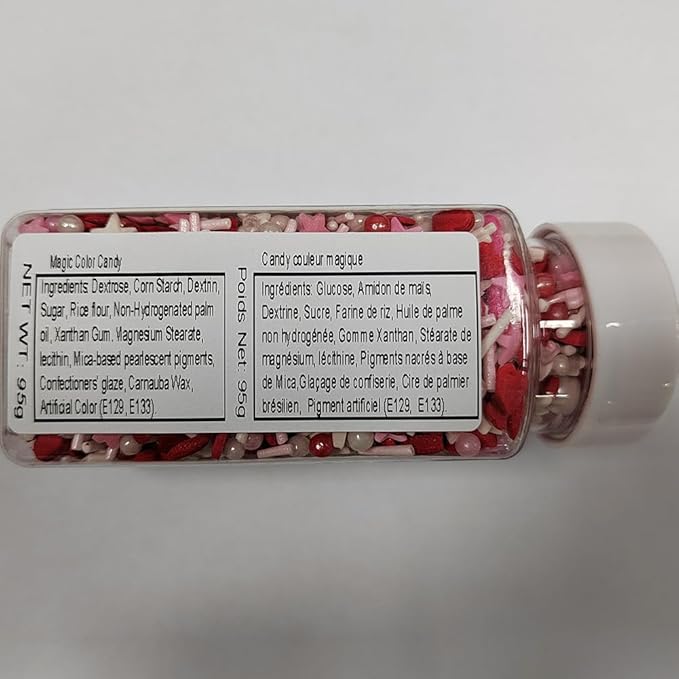 Magic Color Candy
Ingredients: Dextrose, Corn Starch, Dextrin,
Sugar, Rice flour, Non-Hydrogenated palm
oil, Xanthan Gum. Magnesium Stearate,
lecithin, Mica-based pearlescent pigments,
Confectioners' glaze, Carnauba Wax,
Artificial Color (E129, E133).
NET WT: 95g
Candy couleur magique
Ingrédients: Glucose, Amidon de maïs,
Dextrine, Sucre, Farine de riz, Huile de palme
non hydrogénée, Gomme Xanthan, Stéarate de
magnésium, lécthine, Pigments nacrés à base
de Mica,Glaçage de confiserie, Cire de palmier
brésilien, Pigment artificiel (E129, E133).
Poids Net 95g